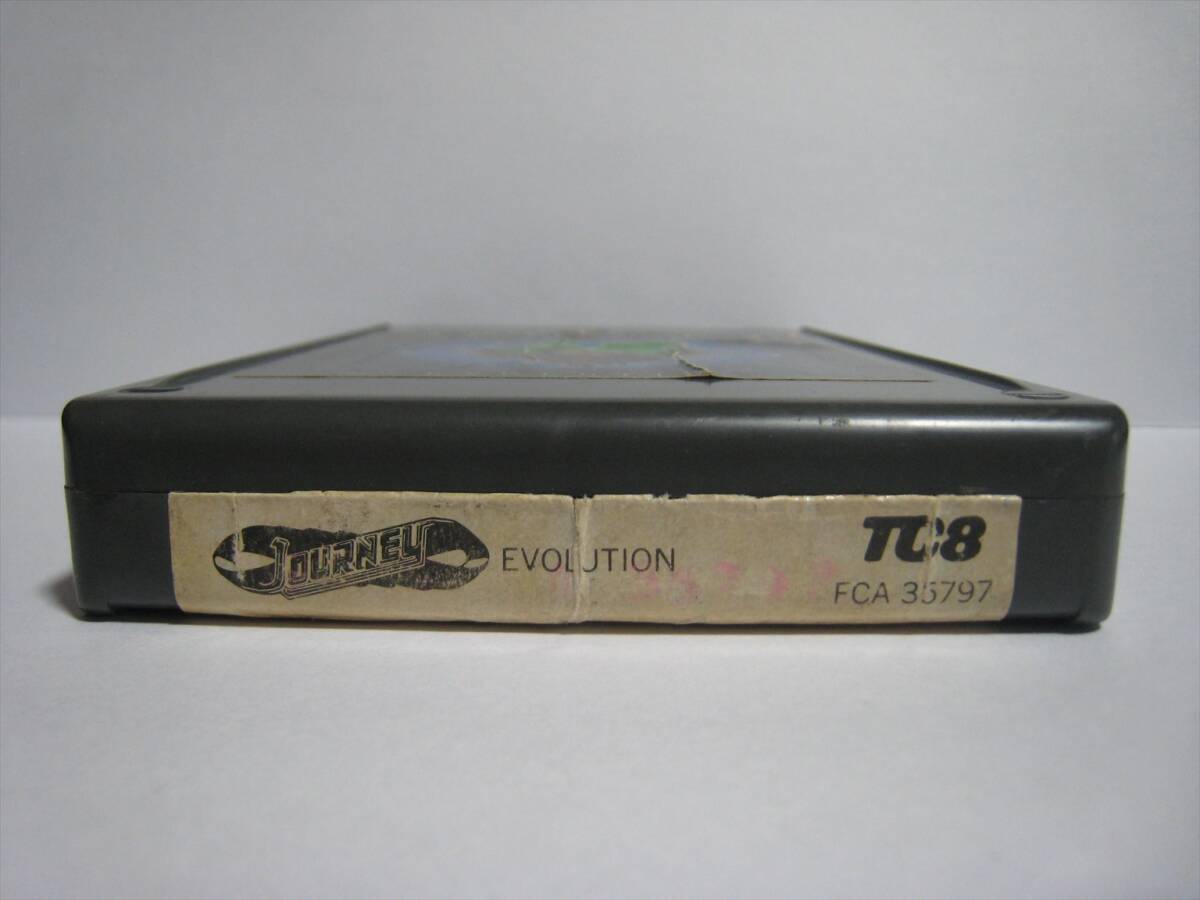 JOURNEY EVOLUTION TC8
FCA 35797